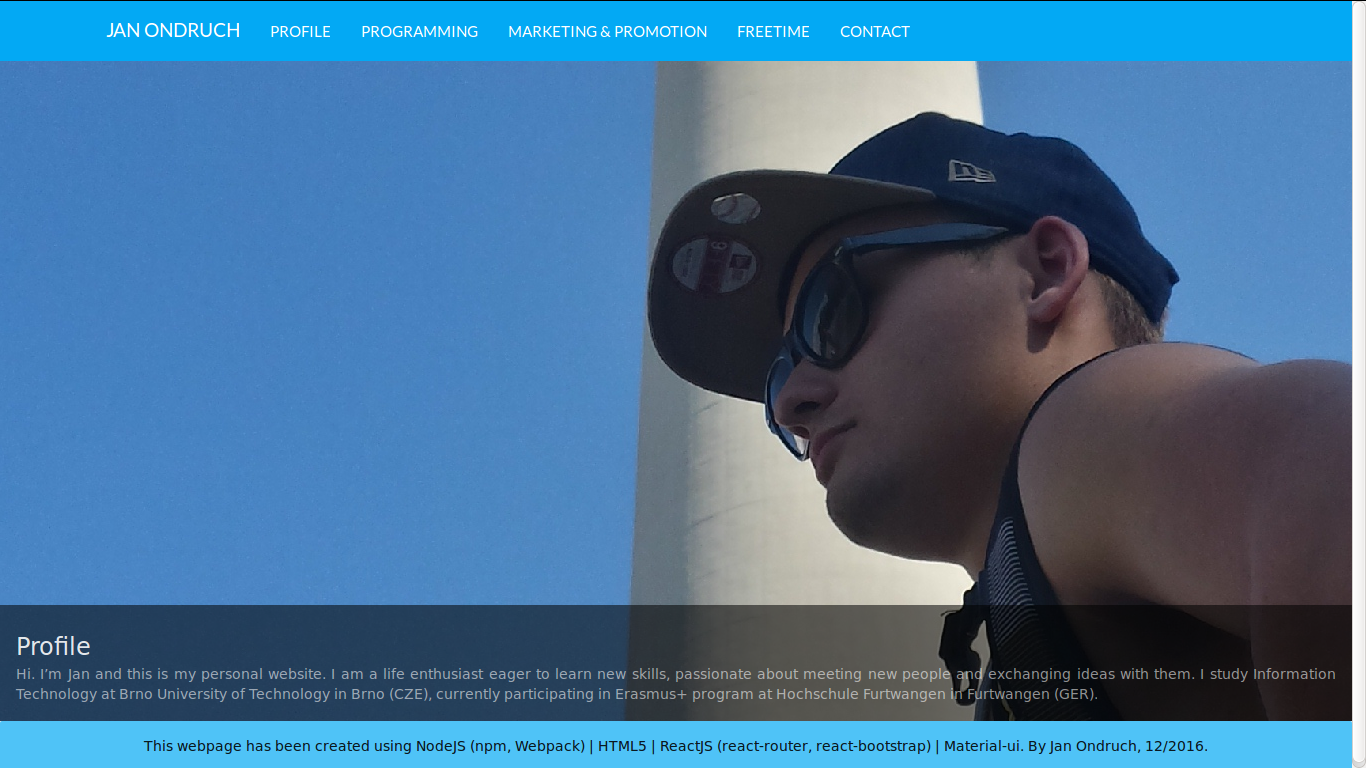 JAN ONDRUCH PROFILE PROGRAMMING MARKETING & PROMOTION FREETIME CONTACT
Profile
Hi. I'm Jan and this is my personal website. I am a life enthusiast eager to learn new skills, passionate about meeting new people and exchanging ideas with them. I study Information
Technology at Brno University of Technology in Brno (CZE), currently participating in Erasmus+ program at Hochschule Furtwangen in Furtwangen (GER).
This webpage has been created using NodeJS (npm, Webpack) | HTML5 | ReactJS (react-router, react-bootstrap) | Material-ui. By Jan Ondruch, 12/2016.